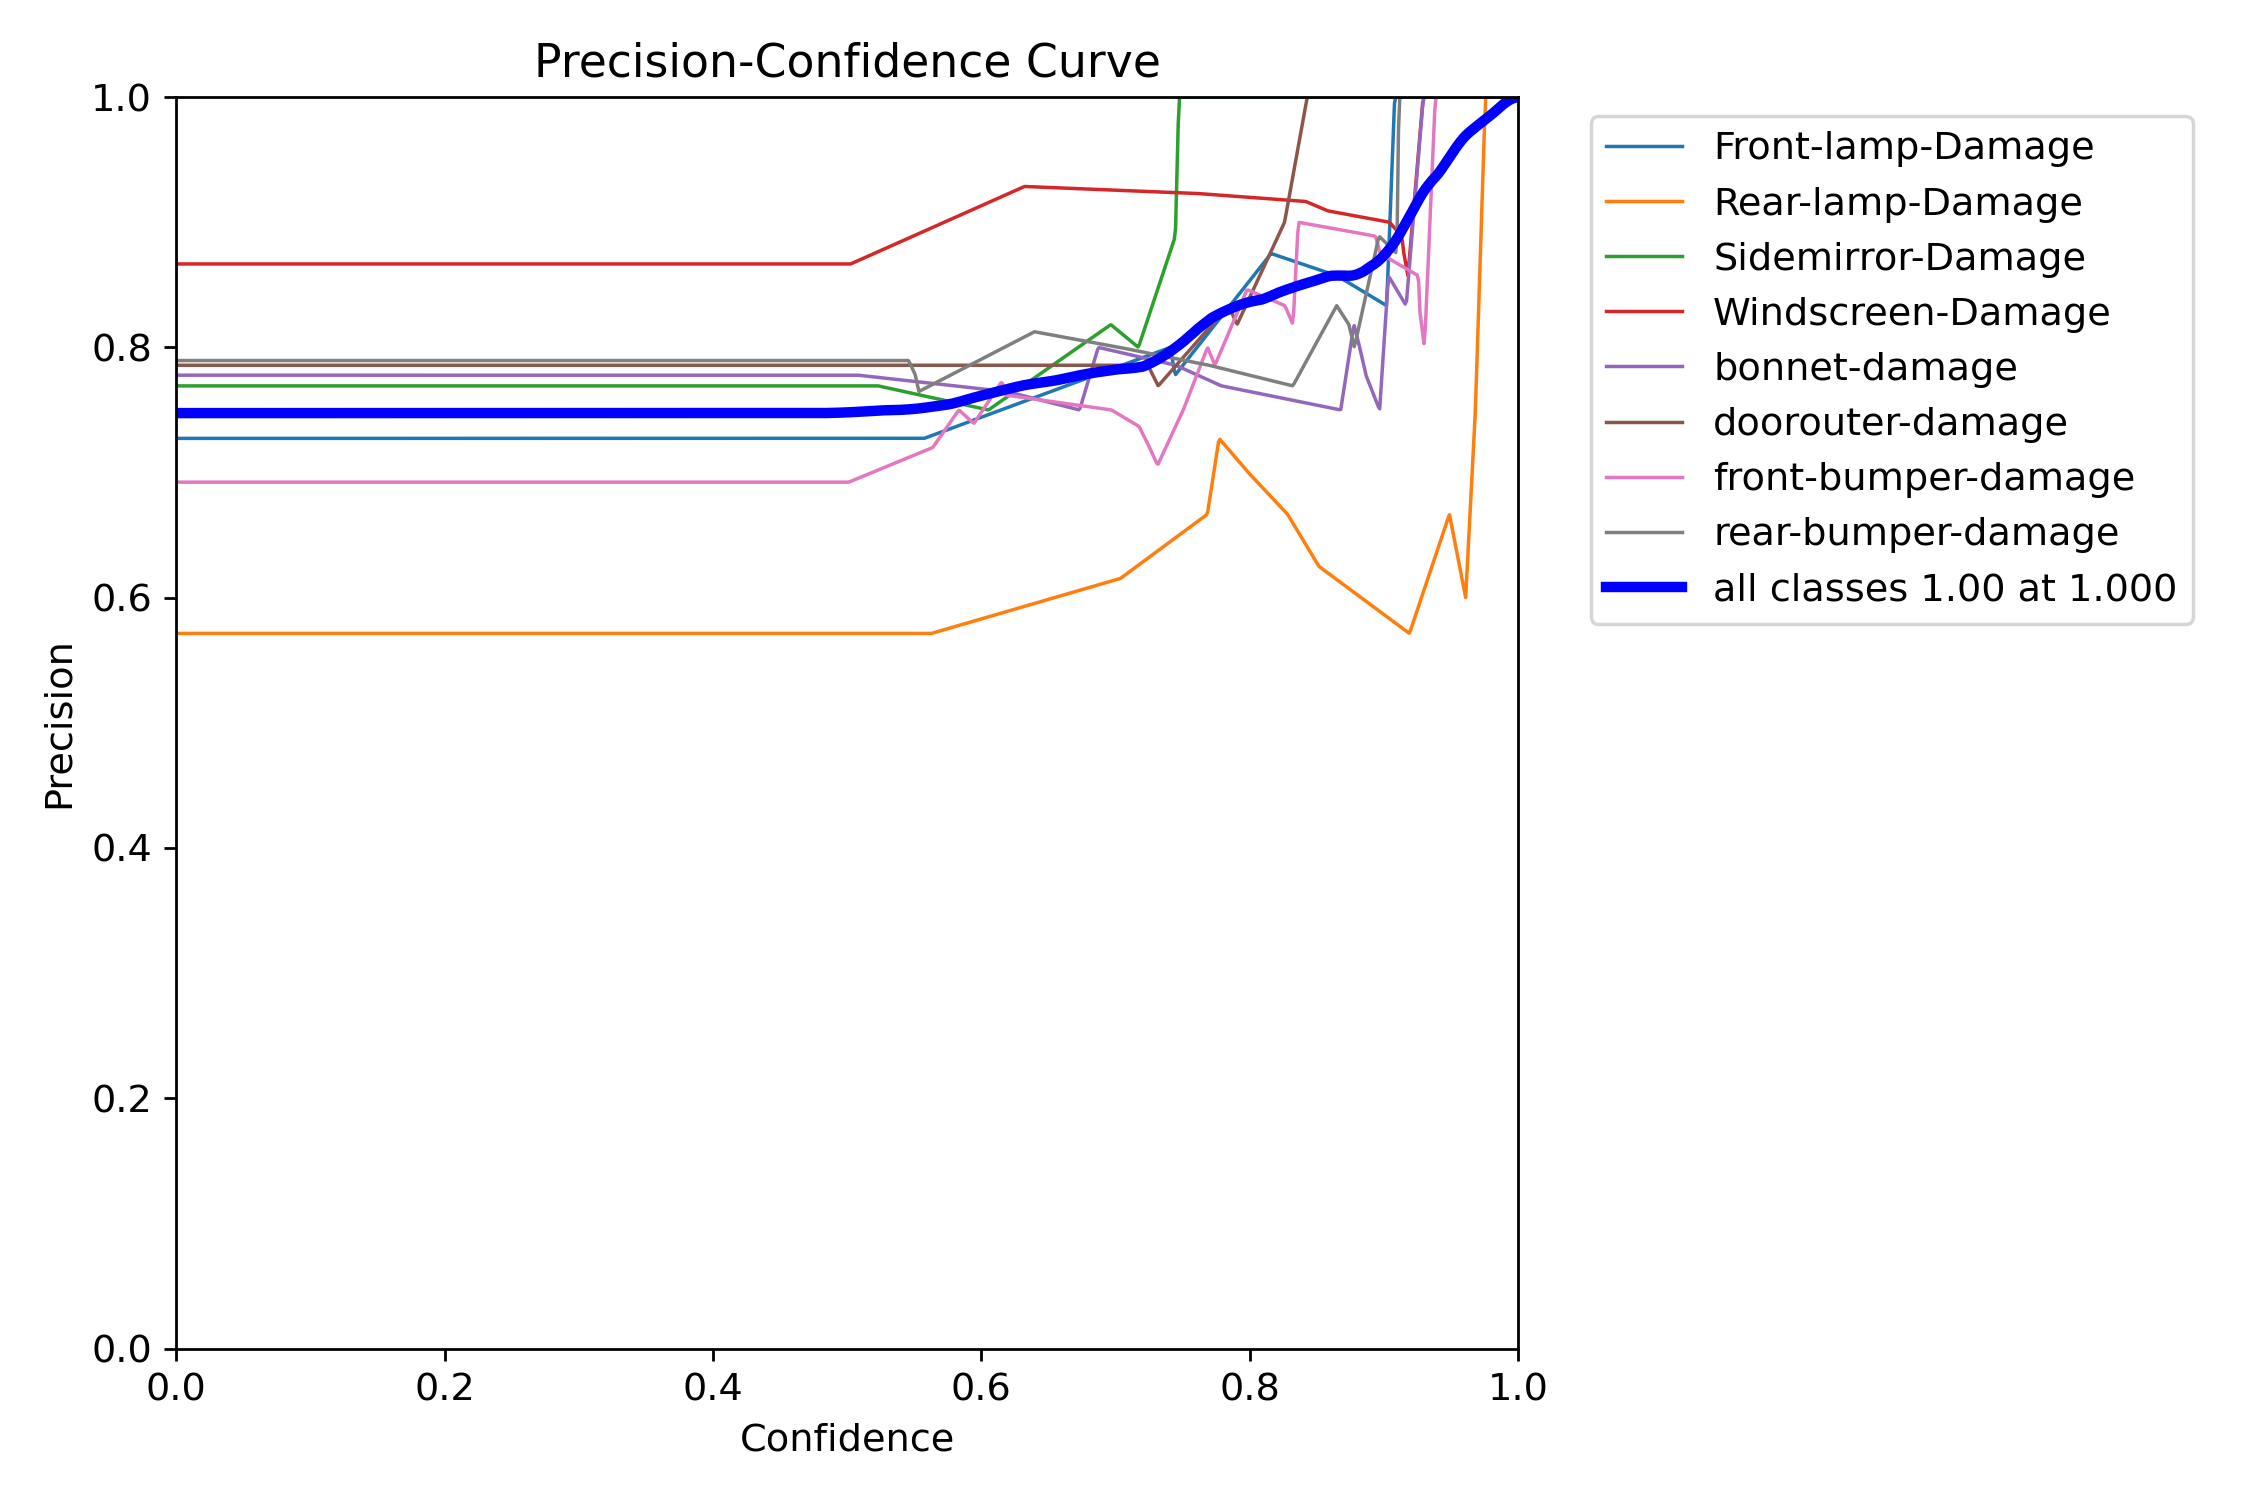 Precision-Confidence Curve
1.0
0.8
0.6
0.4
0.2
0.0
Precision
0.0 0.2 0.4 0.6 0.8 1.0
Confidence
Front-lamp-Damage
Rear-lamp-Damage
Sidemirror-Damage
Windscreen-Damage
bonnet-damage
doorouter-damage
front-bumper-damage
rear-bumper-damage
all classes 1.00 at 1.000